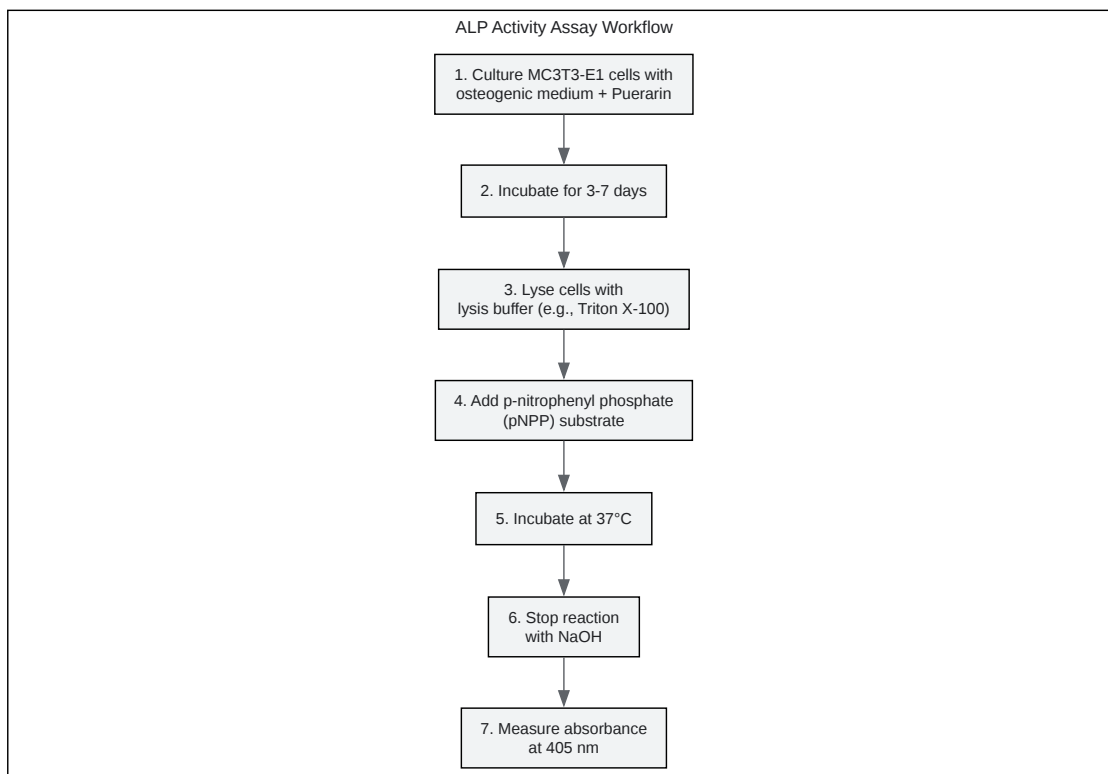 ALP Activity Assay Workflow
1. Culture MC3T3-E1 cells with
osteogenic medium + Puerarin
2. Incubate for 3-7 days
3. Lyse cells with
lysis buffer (e.g., Triton X-100)
4. Add p-nitrophenyl phosphate
(pNPP) substrate
5. Incubate at 37°C
6. Stop reaction
with NaOH
7. Measure absorbance
at 405 nm